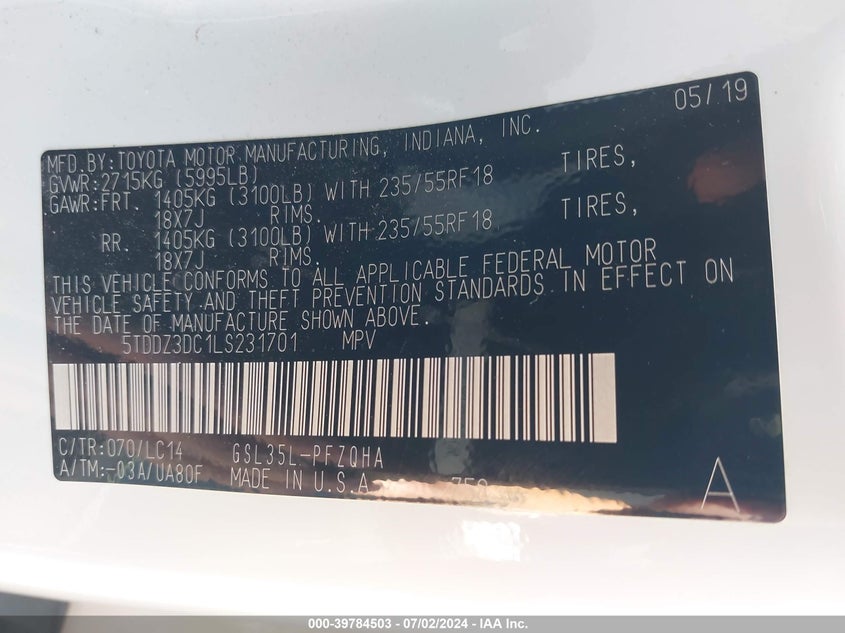 05/19
MFD.BY:TOYOTA MOTOR MANUFACTURING, INDIANA, INC.
GVWR:2715KG (5995LB)
GAWR:FRT. 1405KG (3100LB) WITH 235/55RF18 TIRES,
18X7J RIMS.
RR. 1405KG (3100LB) WITH 235/55RF18 TIRES,
18X7J RIMS.
THIS VEHICLE CONFORMS TO ALL APPLICABLE FEDERAL MOTOR
VEHICLE SAFETY AND THEFT PREVENTION STANDARDS IN EFFECT ON
THE DATE OF MANUFACTURE SHOWN ABOVE.
5TDDZ3DC1LS231701 MPV
C/TR:070/LC14 GSL35L-PFZQHA
A/TM:-03A/UA80F MADE IN U.S.A
A
000-39784503 - 07/02/2024 - IAA Inc.